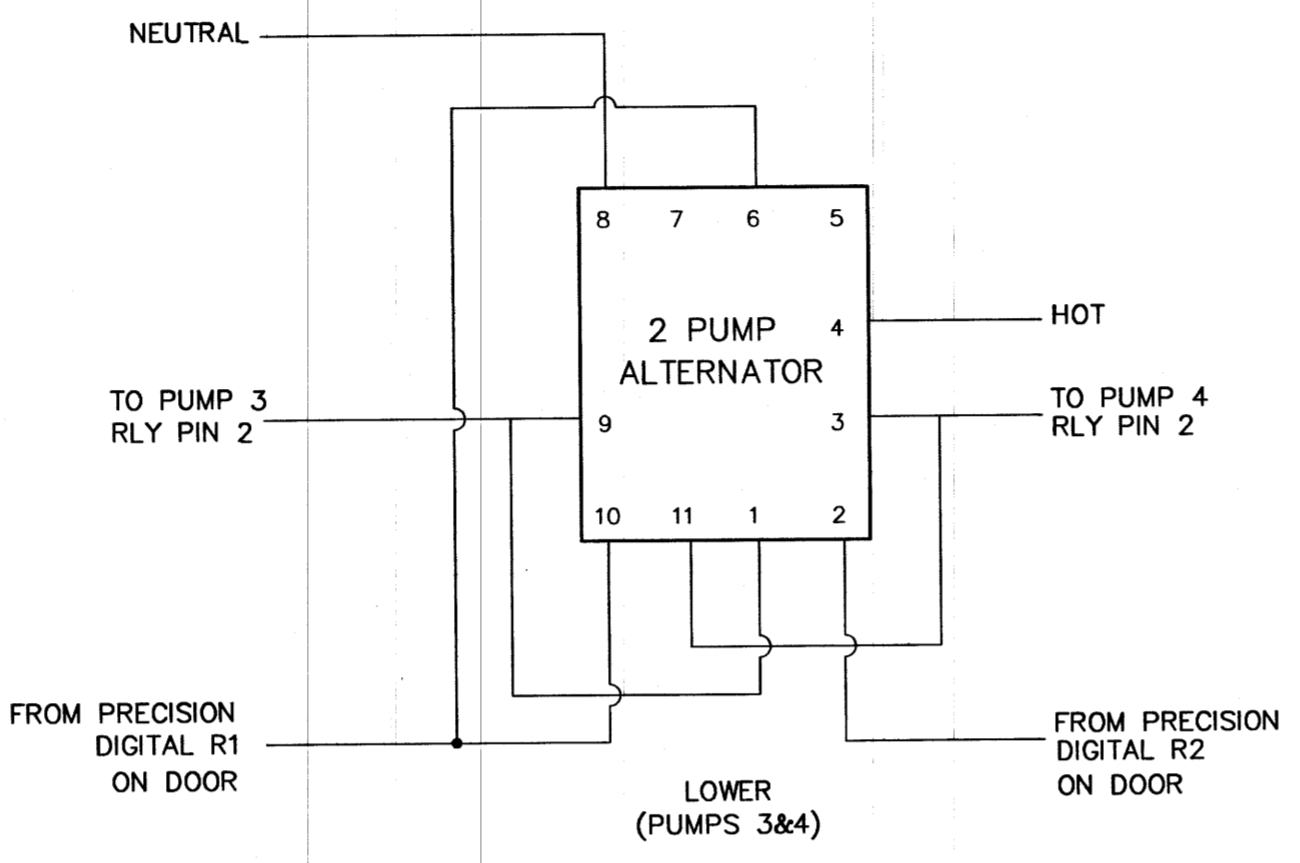 NEUTRAL
8 7 6 5
2 PUMP
ALTERNATOR
4
HOT
TO PUMP 3
RLY PIN 2
9
3
TO PUMP 4
RLY PIN 2
10 11 1 2
FROM PRECISION
DIGITAL R1
ON DOOR
FROM PRECISION
DIGITAL R2
ON DOOR
LOWER
(PUMPS 3&4)